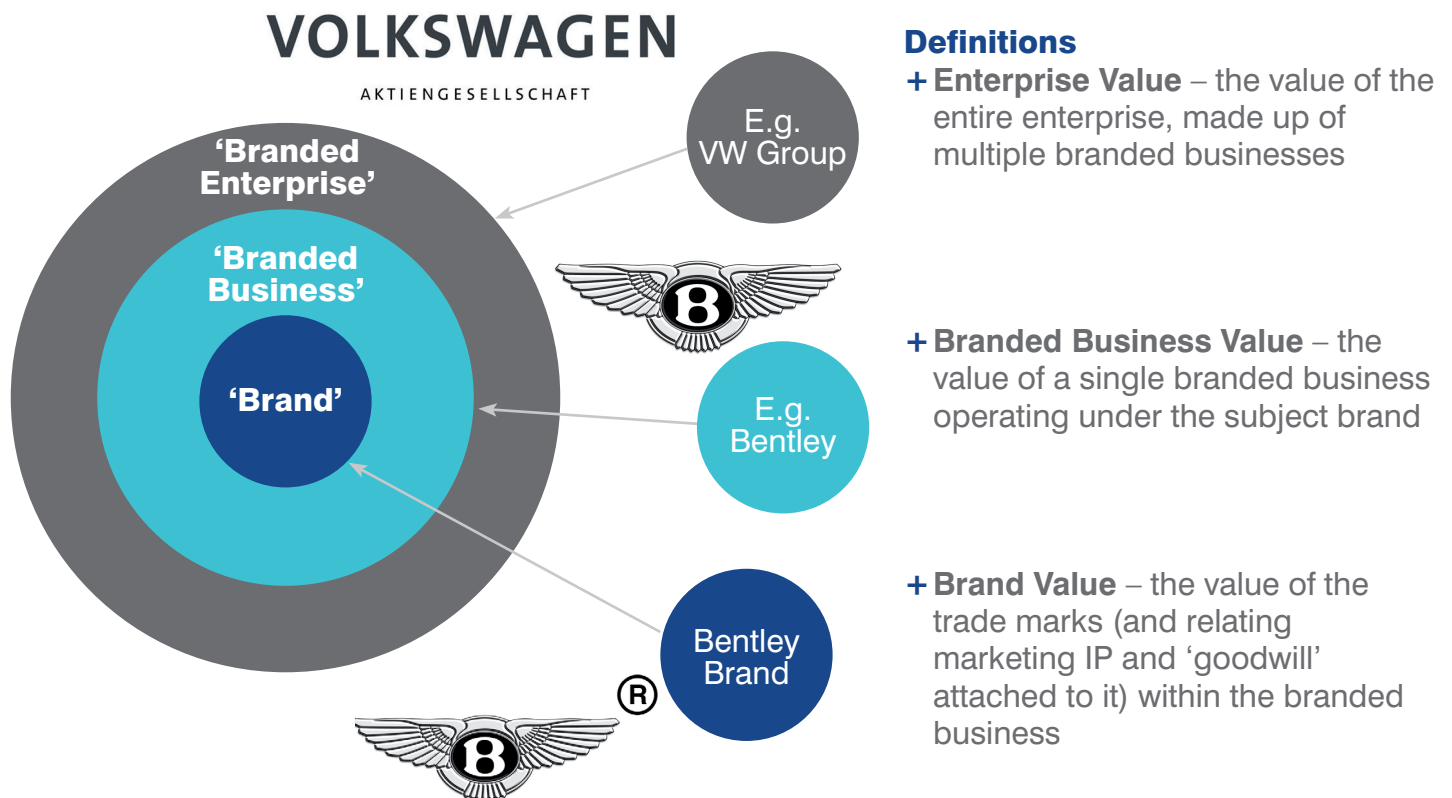 VOLKSWAGEN
AKTIENGESELLSCHAFT
‘Branded
Enterprise’
‘Branded
Business’
‘Brand’
E.g.
VW Group
B
E.g.
Bentley
Bentley
Brand
R
B
Definitions
+ Enterprise Value – the value of the
entire enterprise, made up of
multiple branded businesses
+ Branded Business Value – the
value of a single branded business
operating under the subject brand
+ Brand Value – the value of the
trade marks (and relating
marketing IP and ‘goodwill’
attached to it) within the branded
business